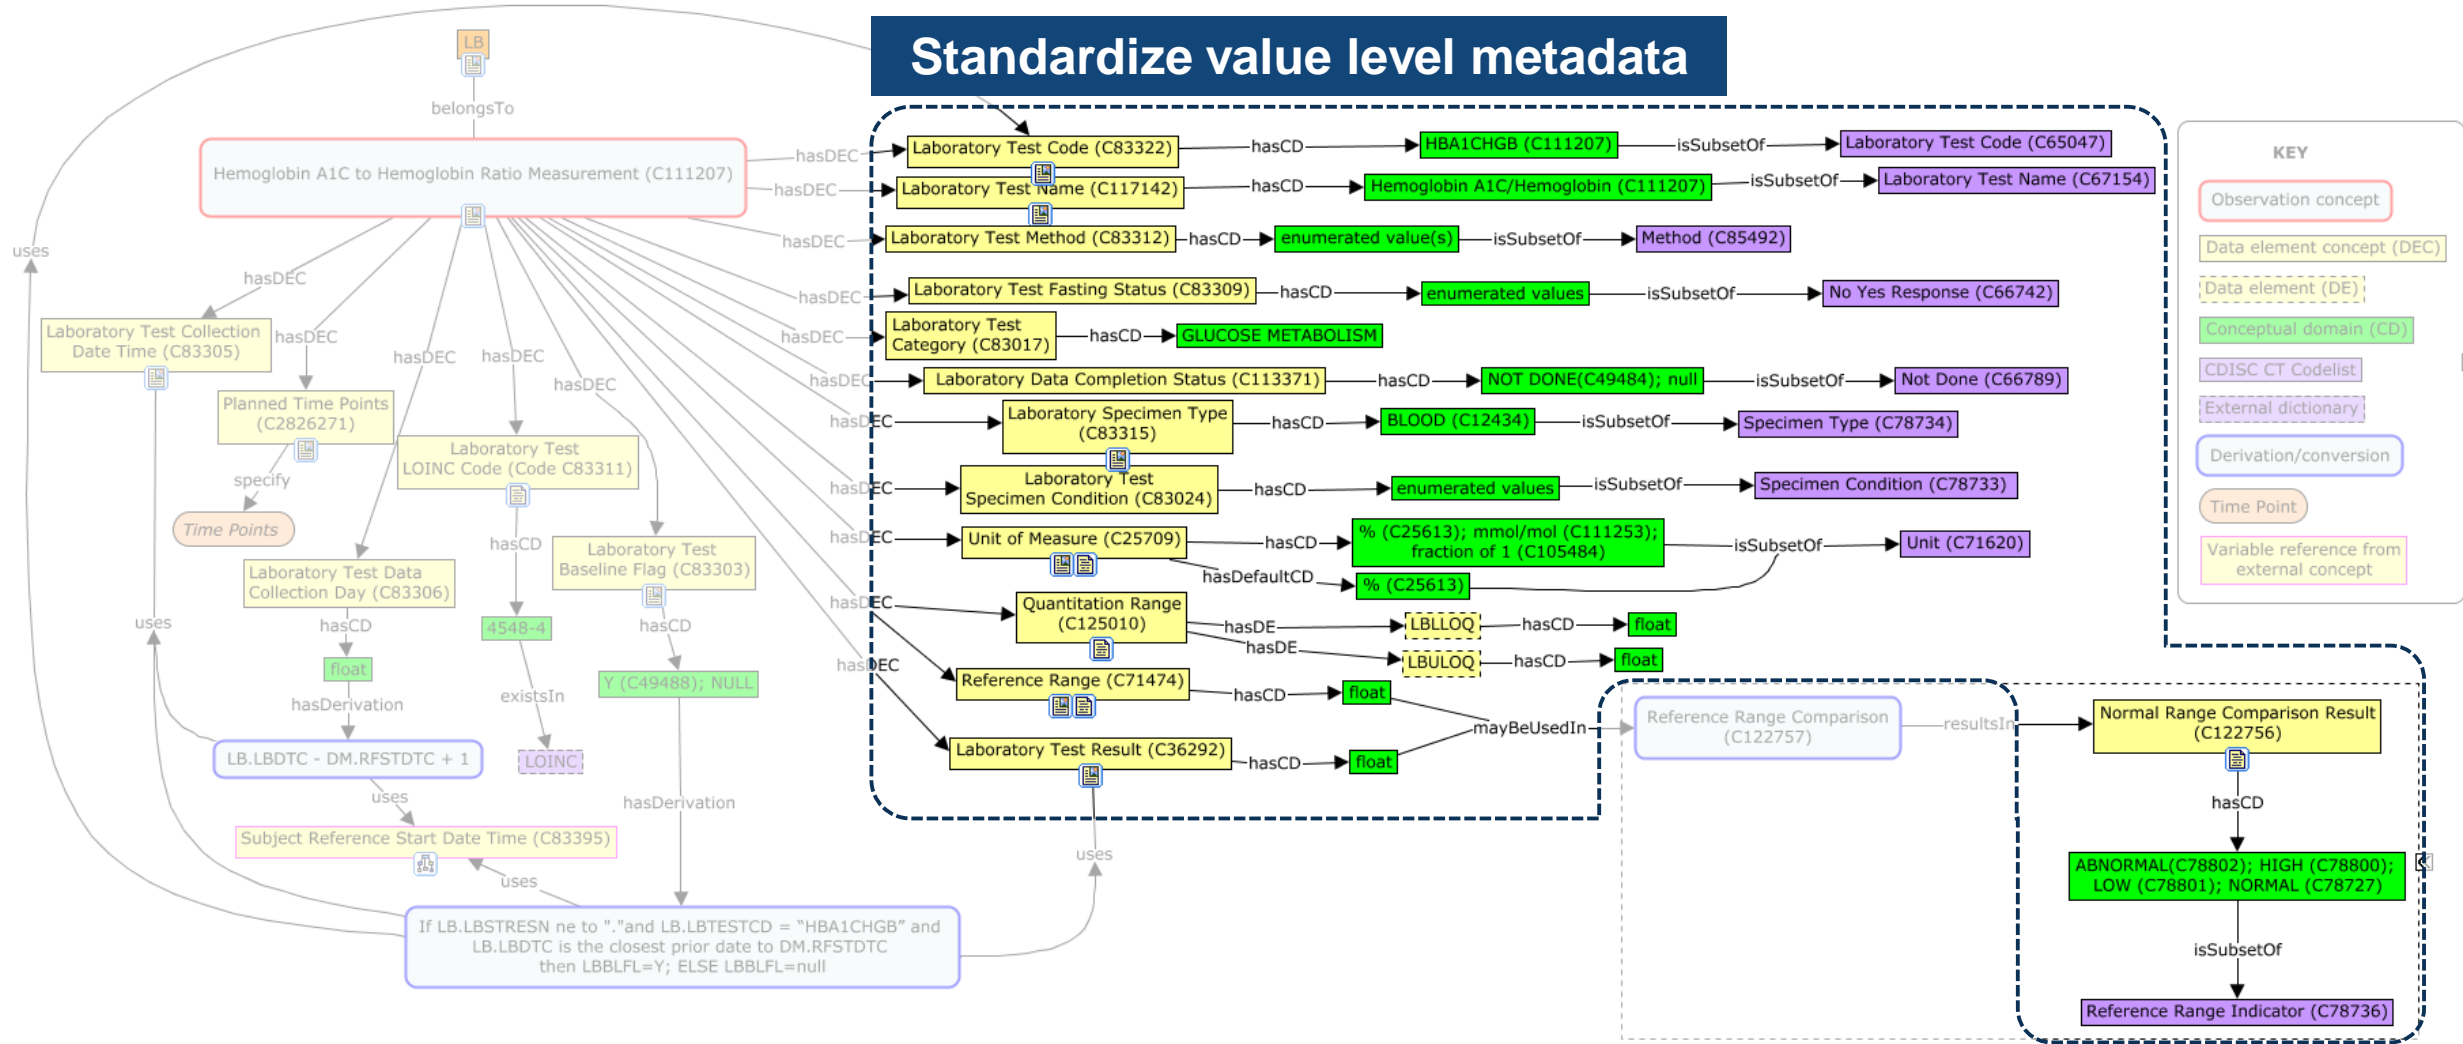 Standardize value level metadata
LB
belongsTo
Hemoglobin A1C to Hemoglobin Ratio Measurement (C111207)
hasDEC
Laboratory Test Code (C83322)
hasCD
HBA1CHGB (C111207)
isSubsetOf
Laboratory Test Code (C65047)
hasDEC
Laboratory Test Name (C117142)
hasCD
Hemoglobin A1C/Hemoglobin (C111207)
isSubsetOf
Laboratory Test Name (C67154)
hasDEC
Laboratory Test Method (C83312)
hasCD
enumerated value(s)
isSubsetOf
Method (C85492)
hasDEC
Laboratory Test Fasting Status (C83309)
hasCD
enumerated values
isSubsetOf
No Yes Response (C66742)
hasDEC
Laboratory Test
Category (C83017)
hasCD
GLUCOSE METABOLISM
hasDEC
Laboratory Data Completion Status (C113371)
hasCD
NOT DONE(C49484); null
isSubsetOf
Not Done (C66789)
hasDEC
Laboratory Specimen Type
(C83315)
hasCD
BLOOD (C12434)
isSubsetOf
Specimen Type (C78734)
hasDEC
Laboratory Test
Specimen Condition (C83024)
hasCD
enumerated values
isSubsetOf
Specimen Condition (C78733)
hasDEC
Unit of Measure (C25709)
hasCD
% (C25613); mmol/mol (C111253);
fraction of 1 (C105484)
isSubsetOf
Unit (C71620)
hasDefaultCD
% (C25613)
hasDEC
Quantitation Range
(C125010)
hasDE
LBLLOQ
hasCD
float
hasDE
LBULOQ
hasCD
float
hasDEC
Reference Range (C71474)
hasCD
float
Laboratory Test Result (C36292)
hasCD
float
mayBeUsedIn
Reference Range Comparison
(C122757)
resultsIn
Normal Range Comparison Result
(C122756)
hasCD
ABNORMAL(C78802); HIGH (C78800);
LOW (C78801); NORMAL (C78727)
isSubsetOf
Reference Range Indicator (C78736)
uses
hasDEC
Laboratory Test Collection
Date Time (C83305)
hasDEC
Planned Time Points
(C2826271)
specify
Time Points
hasDEC
Laboratory Test Data
Collection Day (C83306)
hasCD
float
hasDerivation
LB.LBDTC - DM.RFSTDTC + 1
uses
Subject Reference Start Date Time (C83395)
hasDEC
Laboratory Test
LOINC Code (Code C83311)
hasCD
4548-4
existsIn
LOINC
hasDEC
Laboratory Test
Baseline Flag (C83303)
hasCD
Y (C49488); NULL
hasDerivation
uses
uses
uses
If LB.LBSTRESN ne to "."and LB.LBTESTCD = “HBA1CHGB” and
LB.LBDTC is the closest prior date to DM.RFSTDTC
then LBBLFL=Y; ELSE LBBLFL=null
KEY
Observation concept
Data element concept (DEC)
Data element (DE)
Conceptual domain (CD)
CDISC CT Codelist
External dictionary
Derivation/conversion
Time Point
Variable reference from
external concept